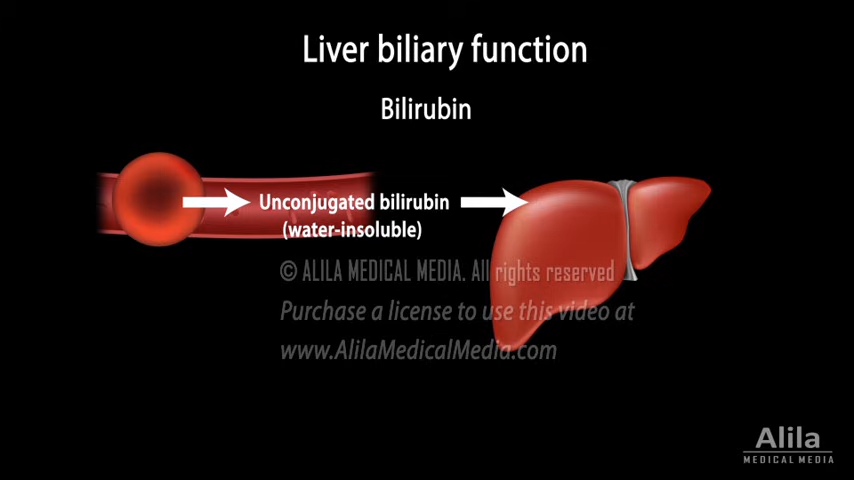 Liver biliary function
Bilirubin
Unconjugated bilirubin
(water-insoluble)
© ALILA MEDICAL MEDIA. All rights reserved
Purchase a license to use this video at
www.AlilaMedicalMedia.com
Alila
MEDICAL MEDIA